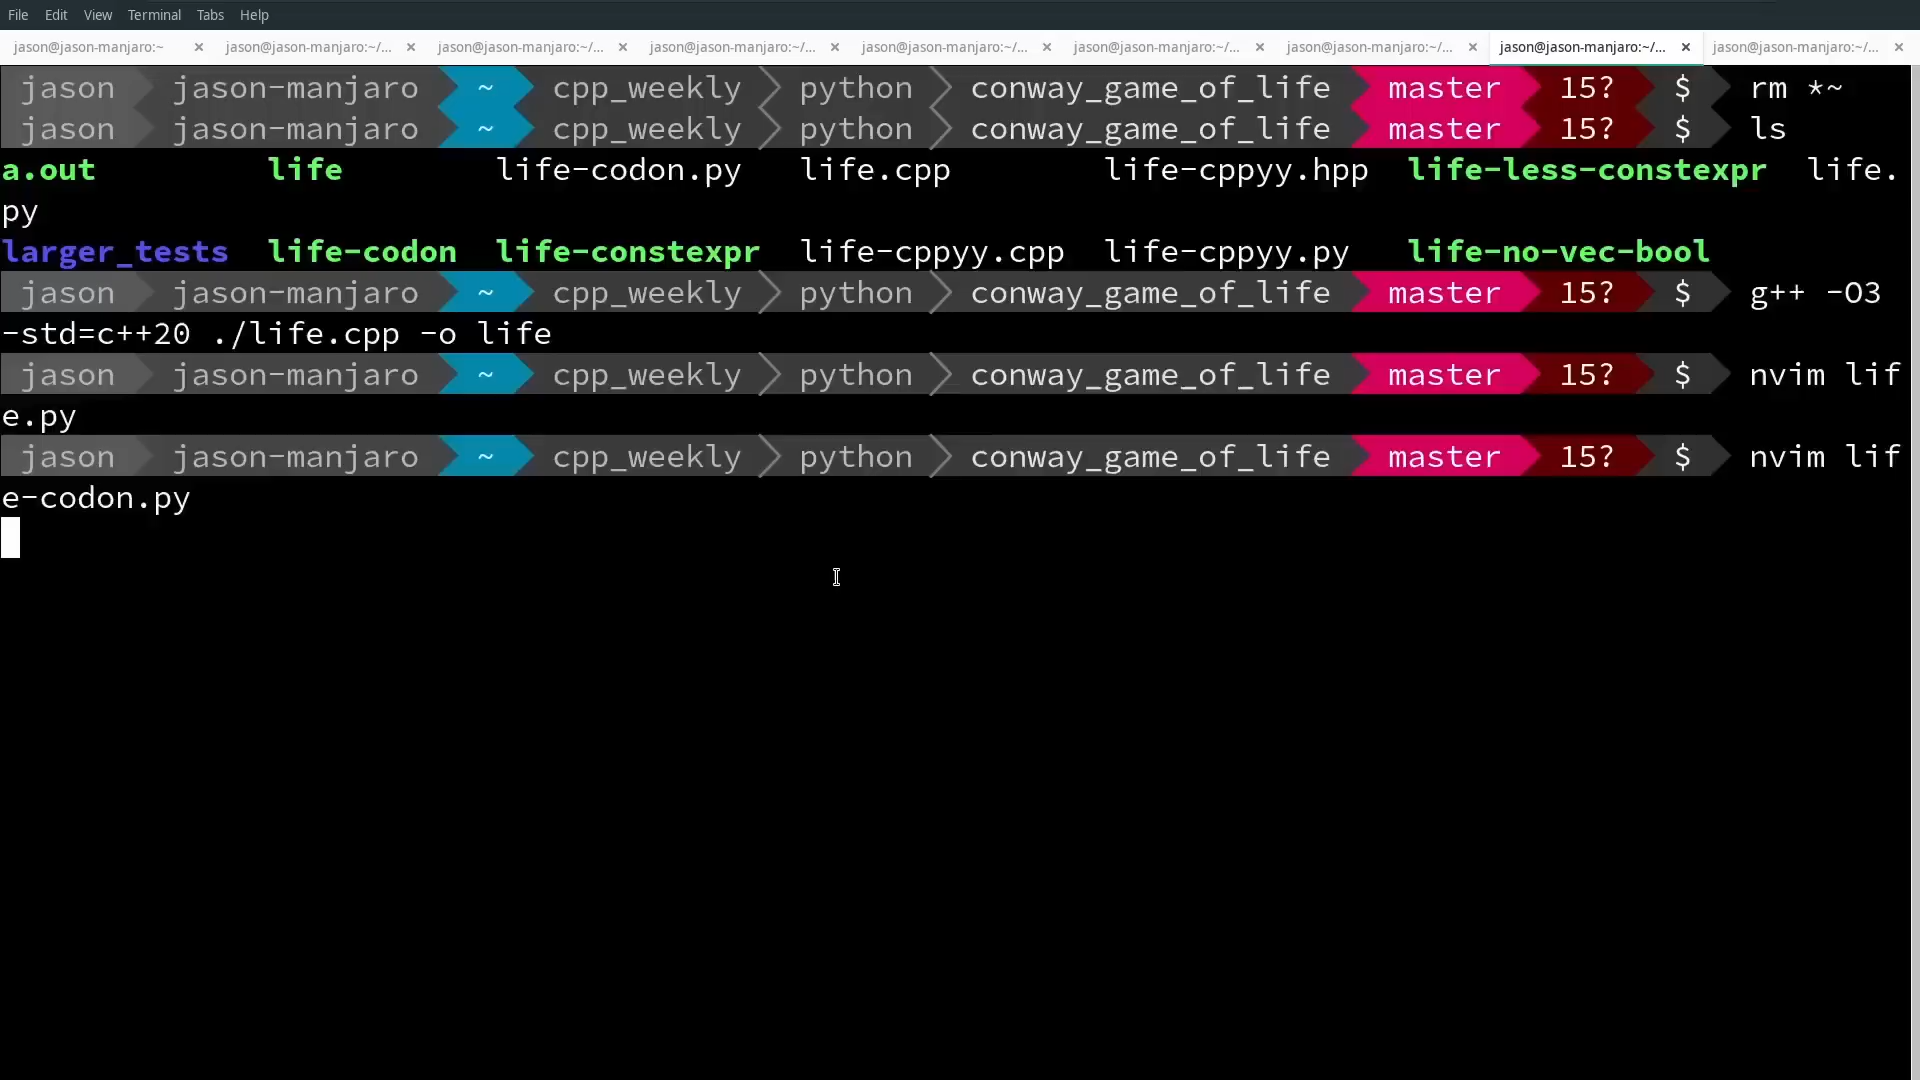 File Edit View Terminal Tabs Help
jason@jason-manjaro:~ × jason@jason-manjaro:~/... × jason@jason-manjaro:~/... × jason@jason-manjaro:~/... × jason@jason-manjaro:~/... × jason@jason-manjaro:~/... × jason@jason-manjaro:~/... × jason@jason-manjaro:~/... × jason@jason-manjaro:~/... ×
jason jason-manjaro ~ cpp_weekly python conway_game_of_life master 15? $ rm *~
jason jason-manjaro ~ cpp_weekly python conway_game_of_life master 15? $ ls
a.out life life-codon.py life.cpp life-cppyy.hpp life-less-constexpr life.
py
larger_tests life-codon life-constexpr life-cppyy.cpp life-cppyy.py life-no-vec-bool
jason jason-manjaro ~ cpp_weekly python conway_game_of_life master 15? $ g++ -O3
-std=c++20 ./life.cpp -o life
jason jason-manjaro ~ cpp_weekly python conway_game_of_life master 15? $ nvim lif
e.py
jason jason-manjaro ~ cpp_weekly python conway_game_of_life master 15? $ nvim lif
e-codon.py